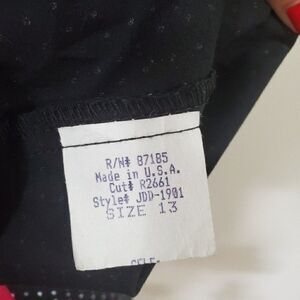 R/N# 87185
Made in U.S.A.
Cut# R2661
Style# JDD-1901
SIZE 13